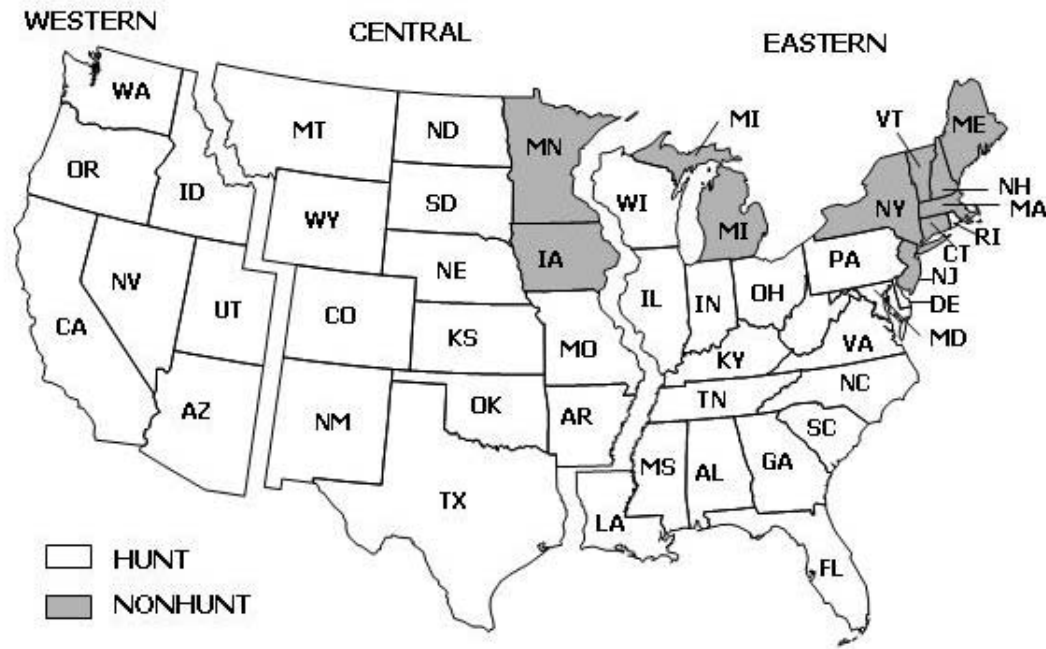 WESTERN
CENTRAL
EASTERN
WA
MT
ND
MN
MI
VT
ME
OR
ID
SD
WI
NH
MA
WY
NY
MI
RI
CT
NE
IA
PA
NJ
NV
UT
IL
IN
OH
DE
CA
CO
KS
MO
MD
VA
KY
AZ
NM
OK
AR
TN
NC
SC
MS
AL
GA
TX
LA
FL
HUNT
NONHUNT